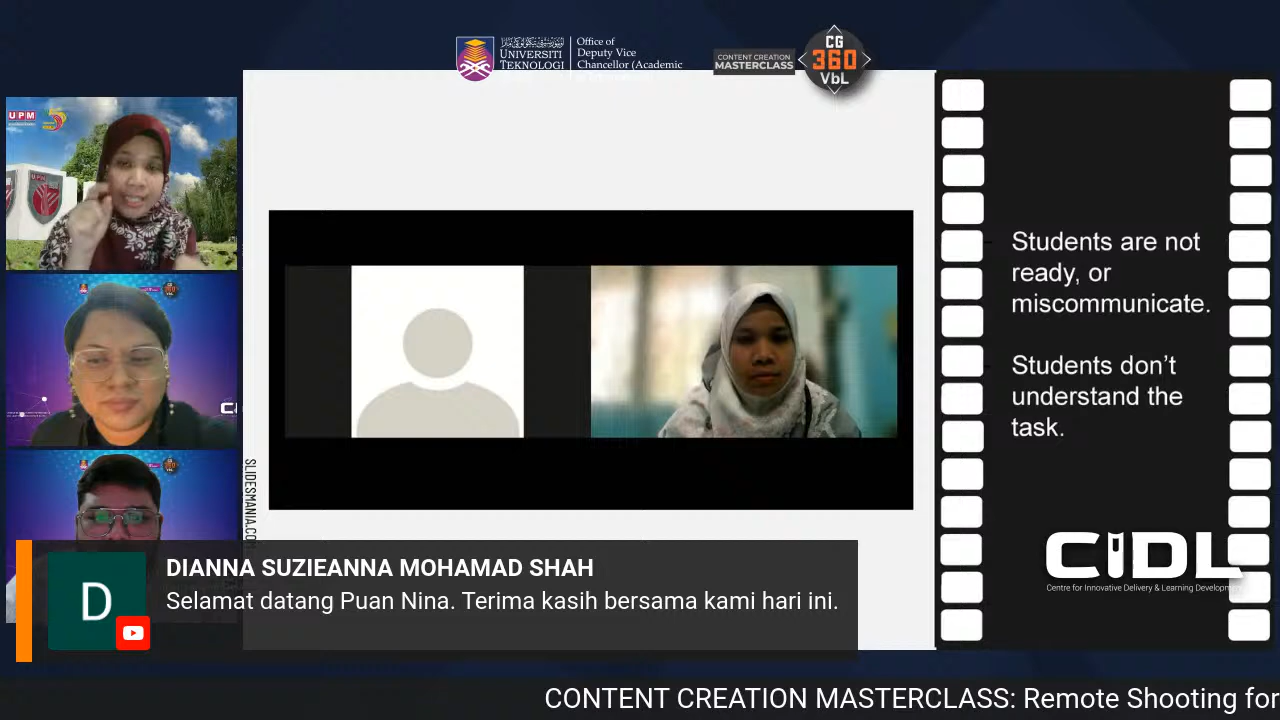 UNIVERSITI
TEKNOLOGI
Office of
Deputy Vice
Chancellor (Academic
CONTENT CREATION
MASTERCLASS
CG
360
VbL
UPM
Students are not
ready, or
miscommunicate.
Students don't
understand the
task.
SLIDESMANIA.CO
CIDL
Centre for Innovative Delivery & Learning Developm
D
DIANNA SUZIEANNA MOHAMAD SHAH
Selamat datang Puan Nina. Terima kasih bersama kami hari ini.
CONTENT CREATION MASTERCLASS: Remote Shooting for